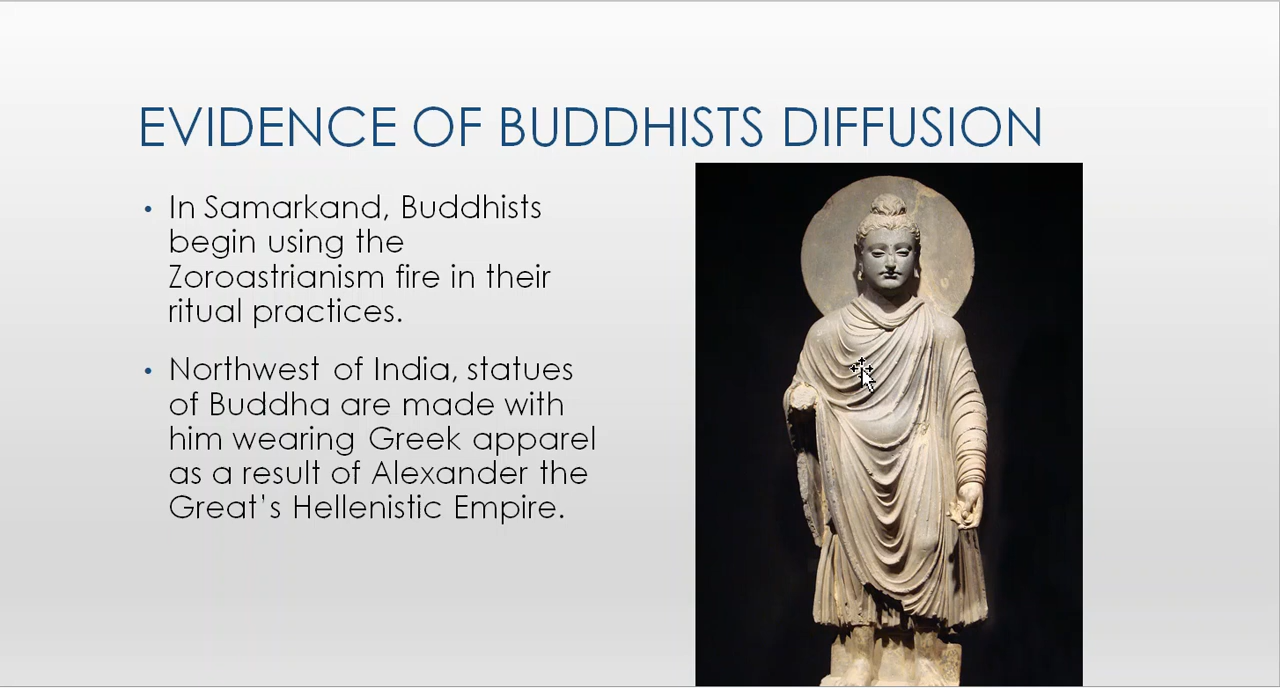 EVIDENCE OF BUDDHISTS DIFFUSION
• In Samarkand, Buddhists
begin using the
Zoroastrianism fire in their
ritual practices.
• Northwest of India, statues
of Buddha are made with
him wearing Greek apparel
as a result of Alexander the
Great's Hellenistic Empire.